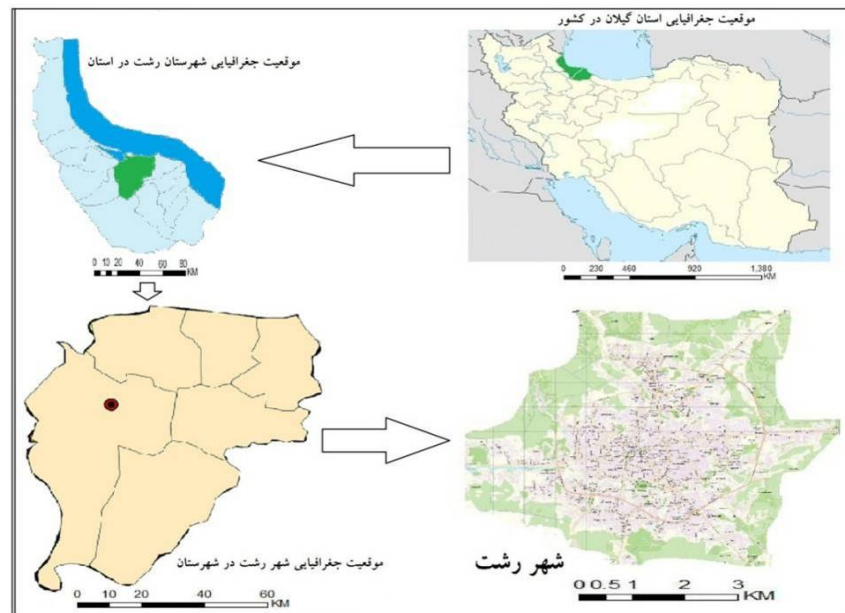 موقعیت جغرافیایی استان گیلان در کشور
0 230 460 920 1,380
KM
موقعیت جغرافیایی شهرستان رشت در استان
0 10 20 40 60 80
KM
موقعیت جغرافیایی شهر رشت در شهرستان
0 10 20 40 60
KM
شهر رشت
0 0.5 1 2 3
KM